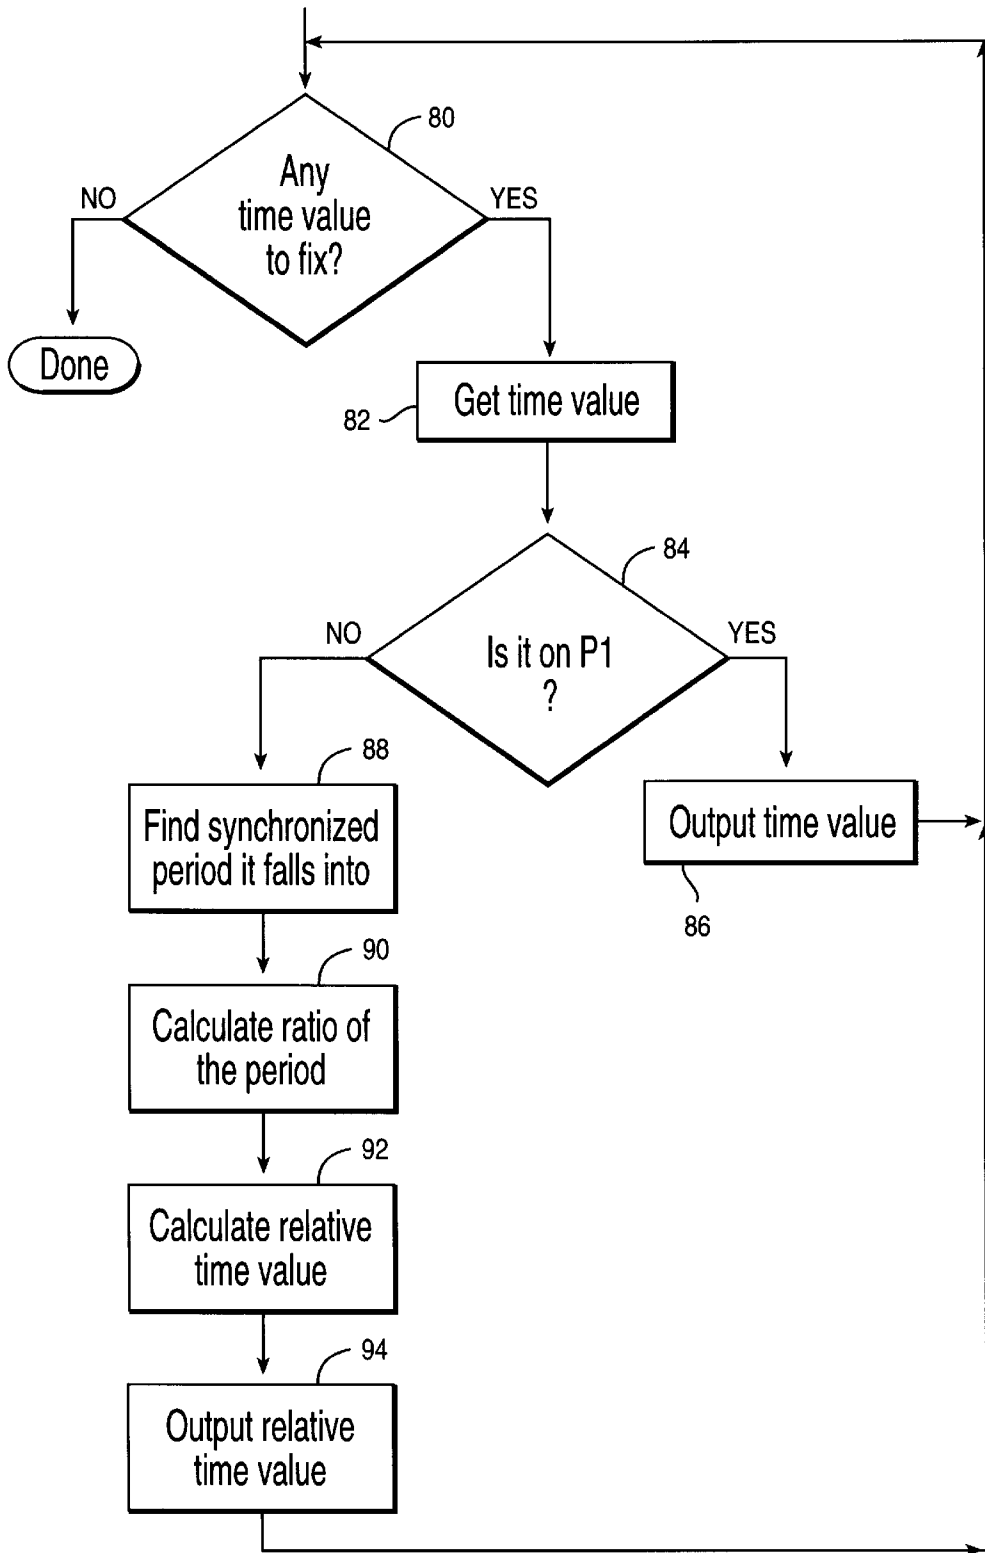 80
Any
time value
to fix?
NO
YES
Done
Get time value
82
84
Is it on P1
?
NO
YES
88
Find synchronized
period it falls into
Output time value
86
90
Calculate ratio of
the period
92
Calculate relative
time value
94
Output relative
time value